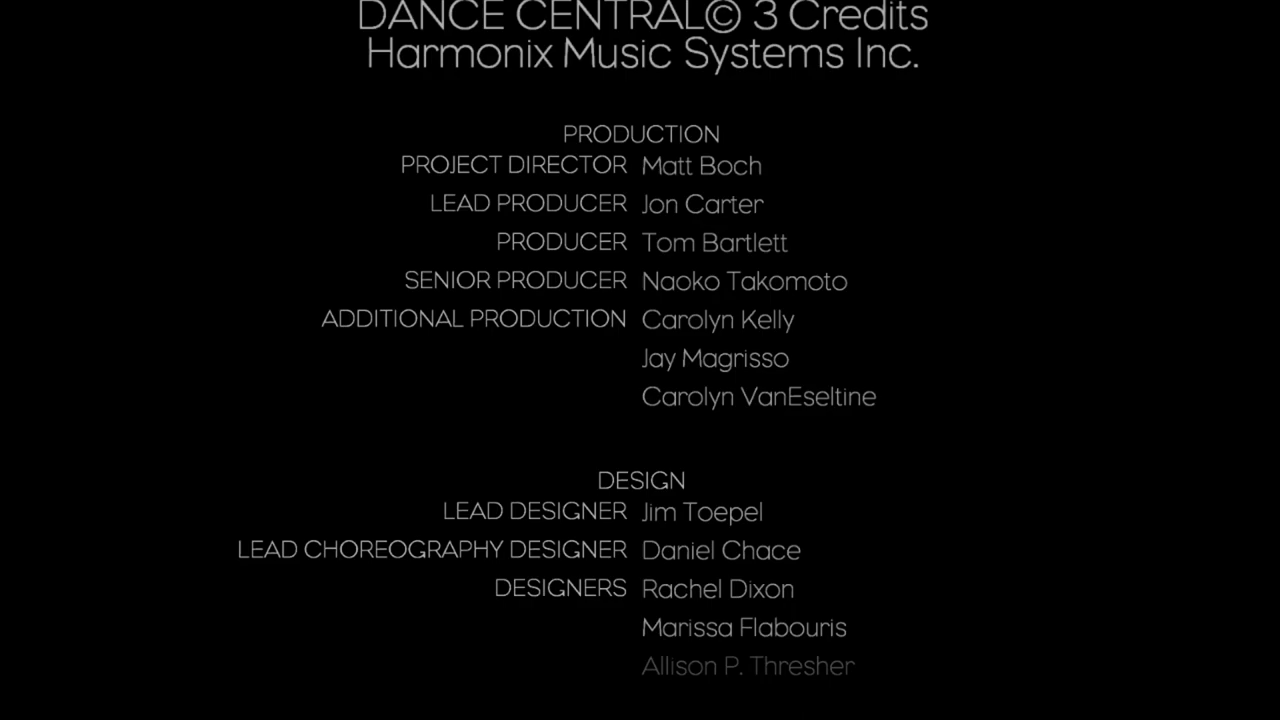 DANCE CENTRAL© 3 Credits
Harmonix Music Systems Inc.
PRODUCTION
PROJECT DIRECTOR Matt Boch
LEAD PRODUCER Jon Carter
PRODUCER Tom Bartlett
SENIOR PRODUCER Naoko Takomoto
ADDITIONAL PRODUCTION Carolyn Kelly
Jay Magrisso
Carolyn VanEseltine
DESIGN
LEAD DESIGNER Jim Toepel
LEAD CHOREOGRAPHY DESIGNER Daniel Chace
DESIGNERS Rachel Dixon
Marissa Flabouris
Allison P. Thresher